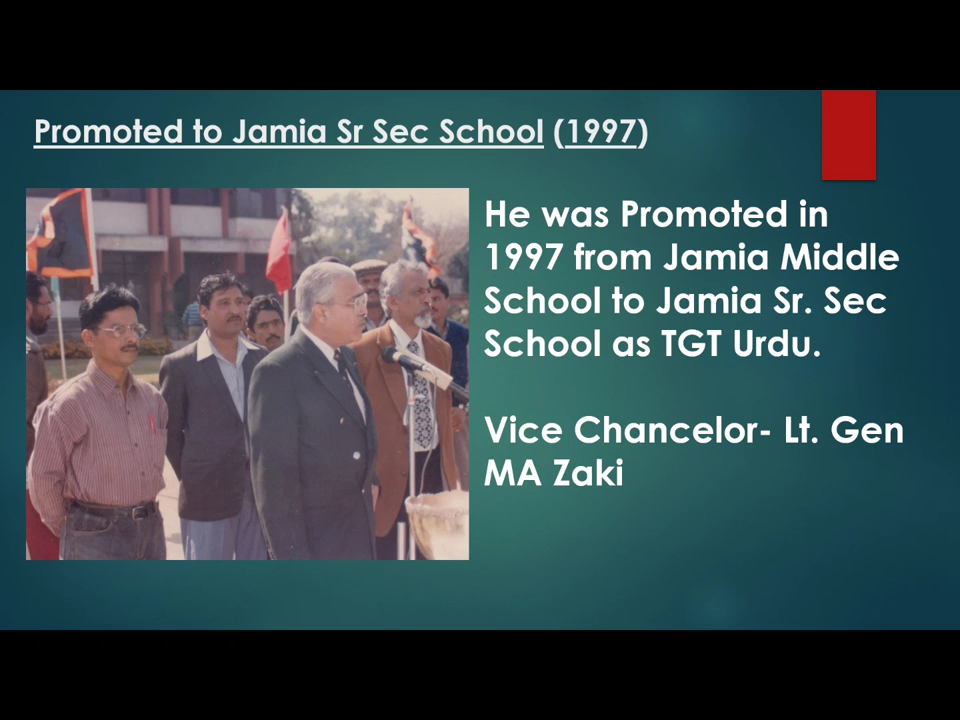 Promoted to Jamia Sr Sec School (1997)
He was Promoted in
1997 from Jamia Middle
School to Jamia Sr. Sec
School as TGT Urdu.
Vice Chancelor- Lt. Gen
MA Zaki